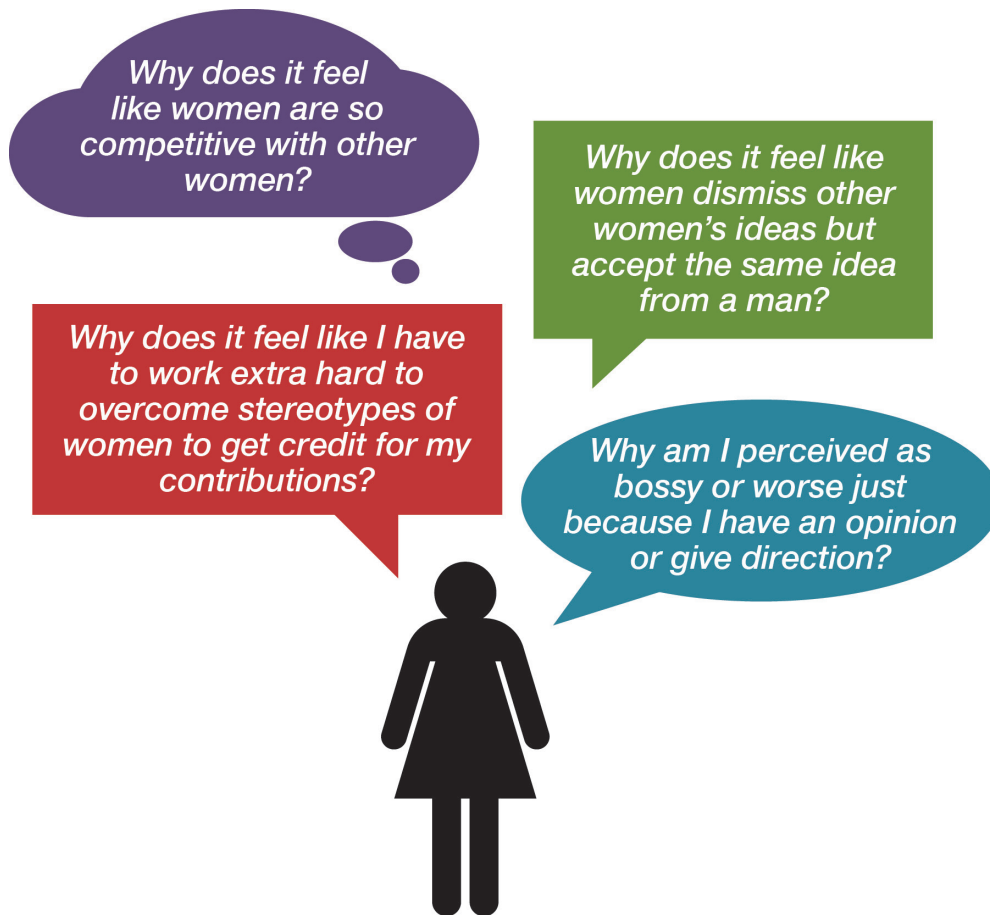 Why does it feel
like women are so
competitive with other
women?
Why does it feel like
women dismiss other
women’s ideas but
accept the same idea
from a man?
Why does it feel like I have
to work extra hard to
overcome stereotypes of
women to get credit for my
contributions?
Why am I perceived as
bossy or worse just
because I have an opinion
or give direction?